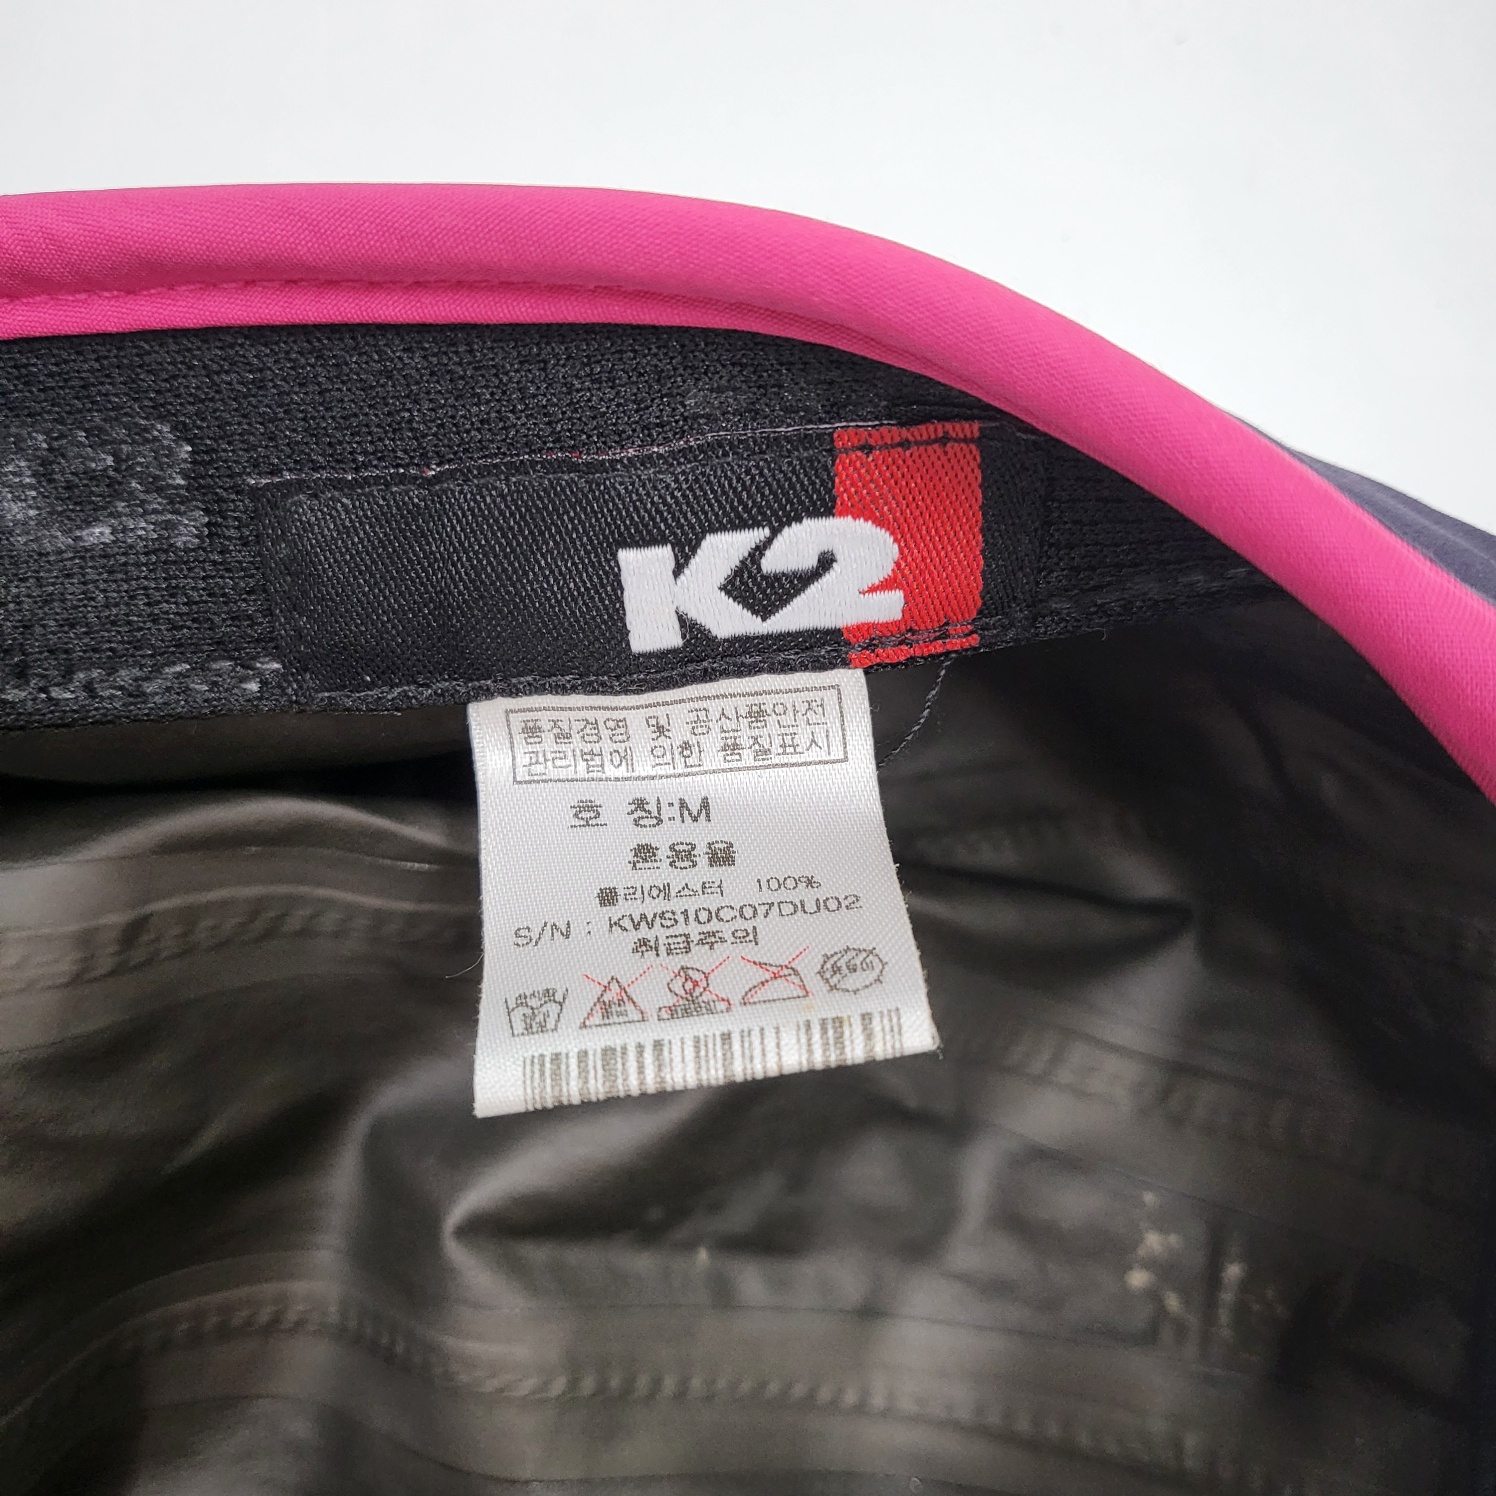 K2
품질경영 및 공산품안전
관리법에 의한 품질표시
호 칭:M
혼용율
폴리에스터 100%
S/N : KWS10C07DU02
취급주의